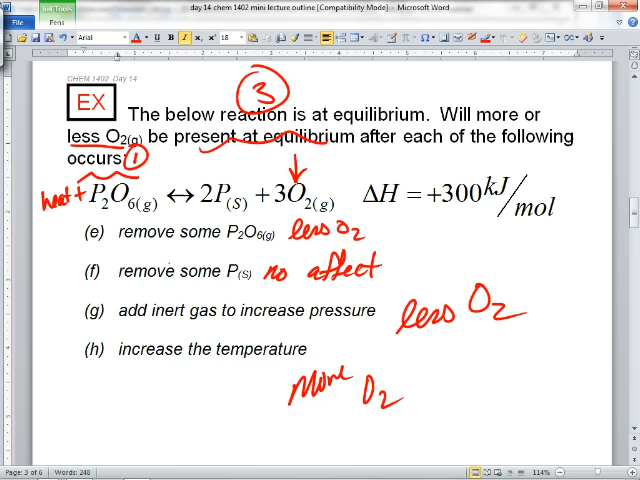 InkTools
day 14 chem 1402 mini lecture outline [Compatibility Mode] - Microsoft Word
File
Pens
Arial
18
CHEM 1402 Day 14
3
EX The below reaction is at equilibrium. Will more or
less O2(g) be present at equilibrium after each of the following
occurs: 1
heat + P2O6(g) ↔ 2P(S) + 3O2(g) ΔH = +300 kJ/mol
(e) remove some P2O6(g) less O2
(f) remove some P(S) no affect
(g) add inert gas to increase pressure less O2
(h) increase the temperature
more O2
Page: 3 of 6 Words: 248 114%